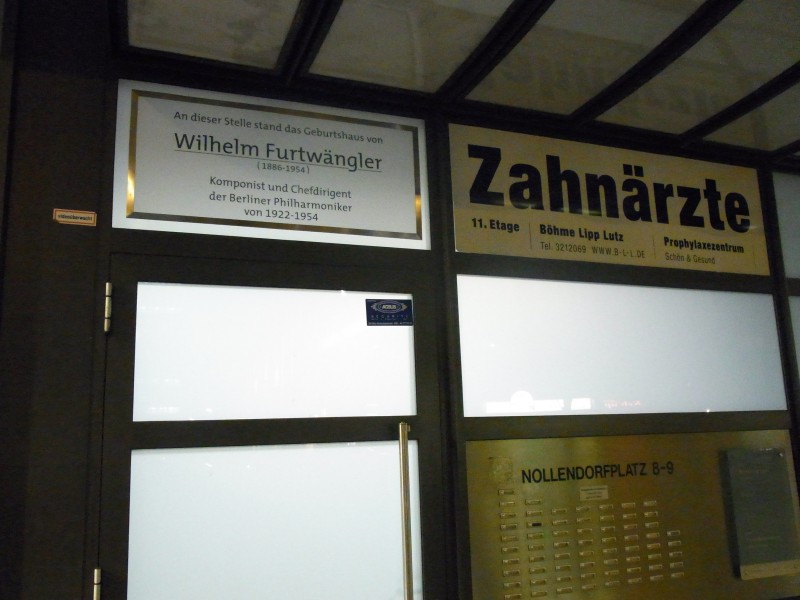 An dieser Stelle stand das Geburtshaus von
Wilhelm Furtwängler
(1886-1954)
Komponist und Chefdirigent
der Berliner Philharmoniker
von 1922-1954
Zahnärzte
11. Etage
Böhme Lipp Lutz
Tel. 3212069 WWW.B-L-L.DE
Prophylaxezentrum
Schön & Gesund
videoüberwacht
NOLLENDORFPLATZ 8-9